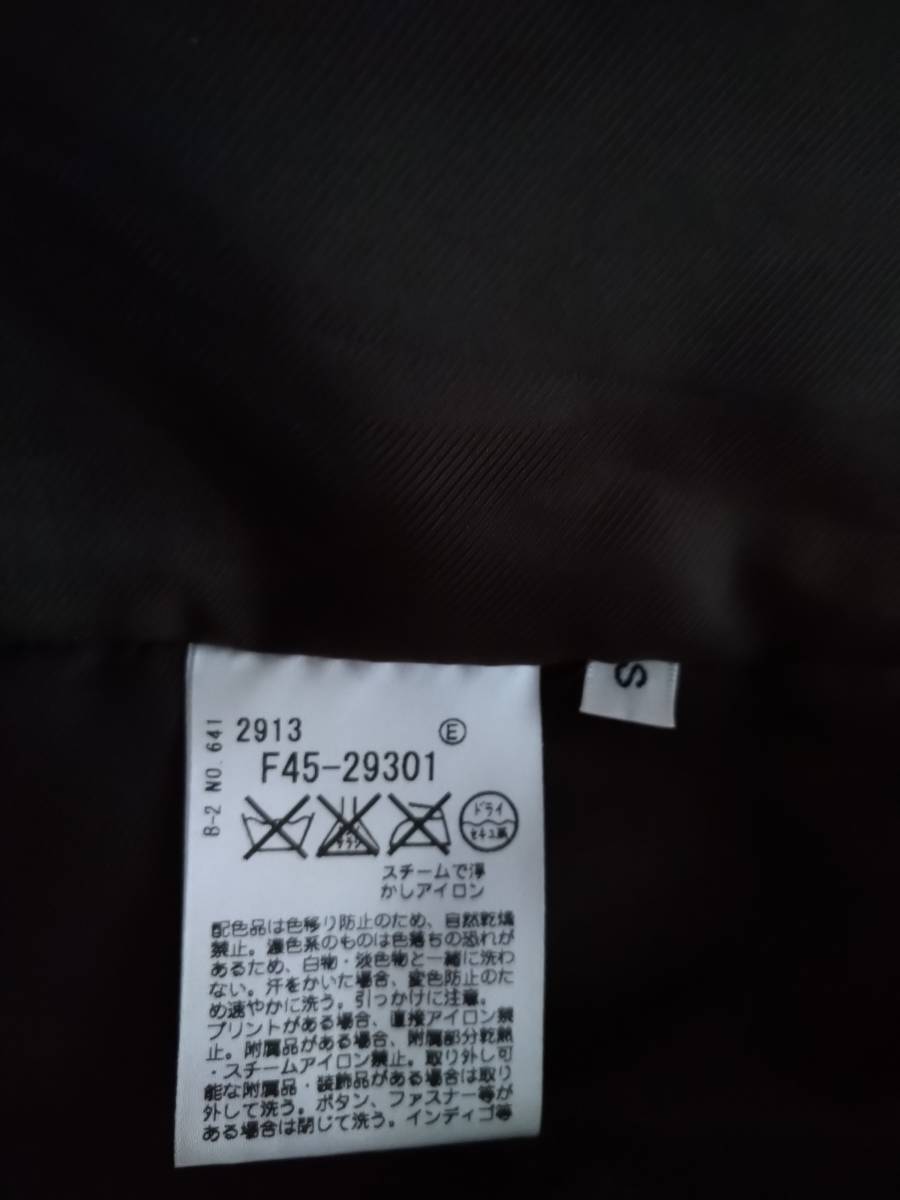 S
B-2 NO. 641
2913
E
F45-29301
エンソサラシ
ドライ
セキユ系
スチームで浮
かしアイロン
配色品は色移り防止のため、自然乾燥
禁止。濃色系のものは色落ちの恐れが
あるため、白物・淡色物と一緒に洗わ
ない。汗をかいた場合、変色防止のた
め速やかに洗う。引っかけに注意。
プリントがある場合、直接アイロン禁
止。附属品がある場合、附属部分乾熱
・スチームアイロン禁止。取り外し可
能な附属品・装飾品がある場合は取り
外して洗う。ボタン、ファスナー等が
ある場合は閉じて洗う。インディゴ等